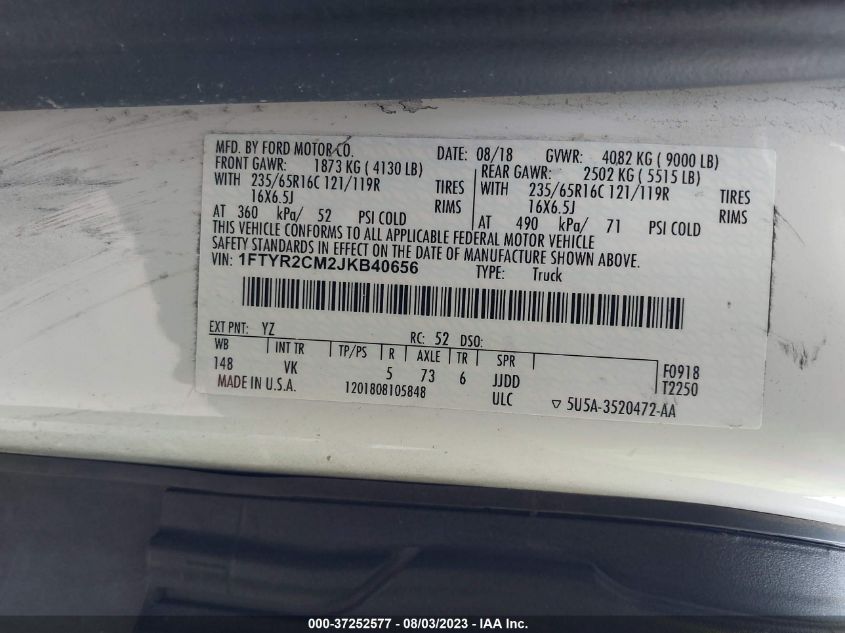 MFD. BY FORD MOTOR CO.
DATE: 08/18 GVWR: 4082 KG ( 9000 LB)
FRONT GAWR: 1873 KG ( 4130 LB)
REAR GAWR: 2502 KG ( 5515 LB)
WITH 235/65R16C 121/119R TIRES
WITH 235/65R16C 121/119R TIRES
16X6.5J RIMS
16X6.5J RIMS
AT 360 kPa/ 52 PSI COLD
AT 490 kPa/ 71 PSI COLD
THIS VEHICLE CONFORMS TO ALL APPLICABLE FEDERAL MOTOR VEHICLE
SAFETY STANDARDS IN EFFECT ON THE DATE OF MANUFACTURE SHOWN ABOVE.
VIN: 1FTYR2CM2JKB40656 TYPE: Truck
EXT PNT: YZ RC: 52 DSO:
WB INT TR TP/PS R AXLE TR SPR
148 VK 5 73 6 JJDD
ULC
F0918
T2250
MADE IN U.S.A. 1201808105848 ▽ 5U5A-3520472-AA
000-37252577 - 08/03/2023 - IAA Inc.